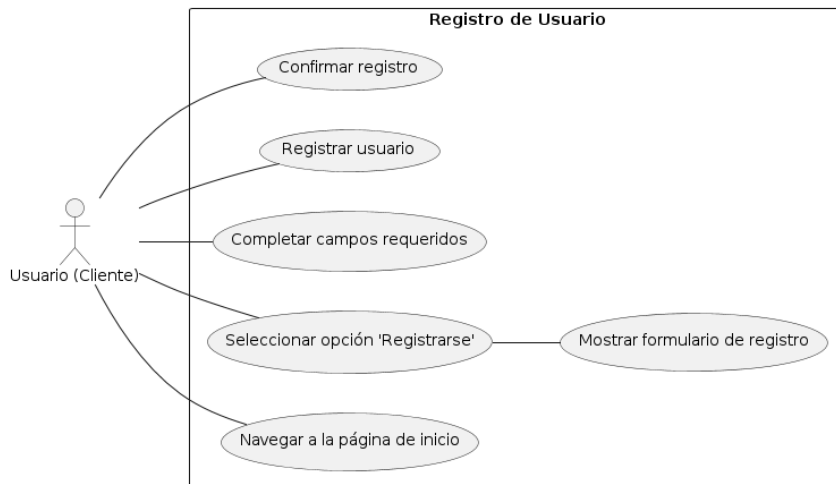 Registro de Usuario
Confirmar registro
Registrar usuario
Completar campos requeridos
Usuario (Cliente)
Seleccionar opción 'Registrarse'
Mostrar formulario de registro
Navegar a la página de inicio